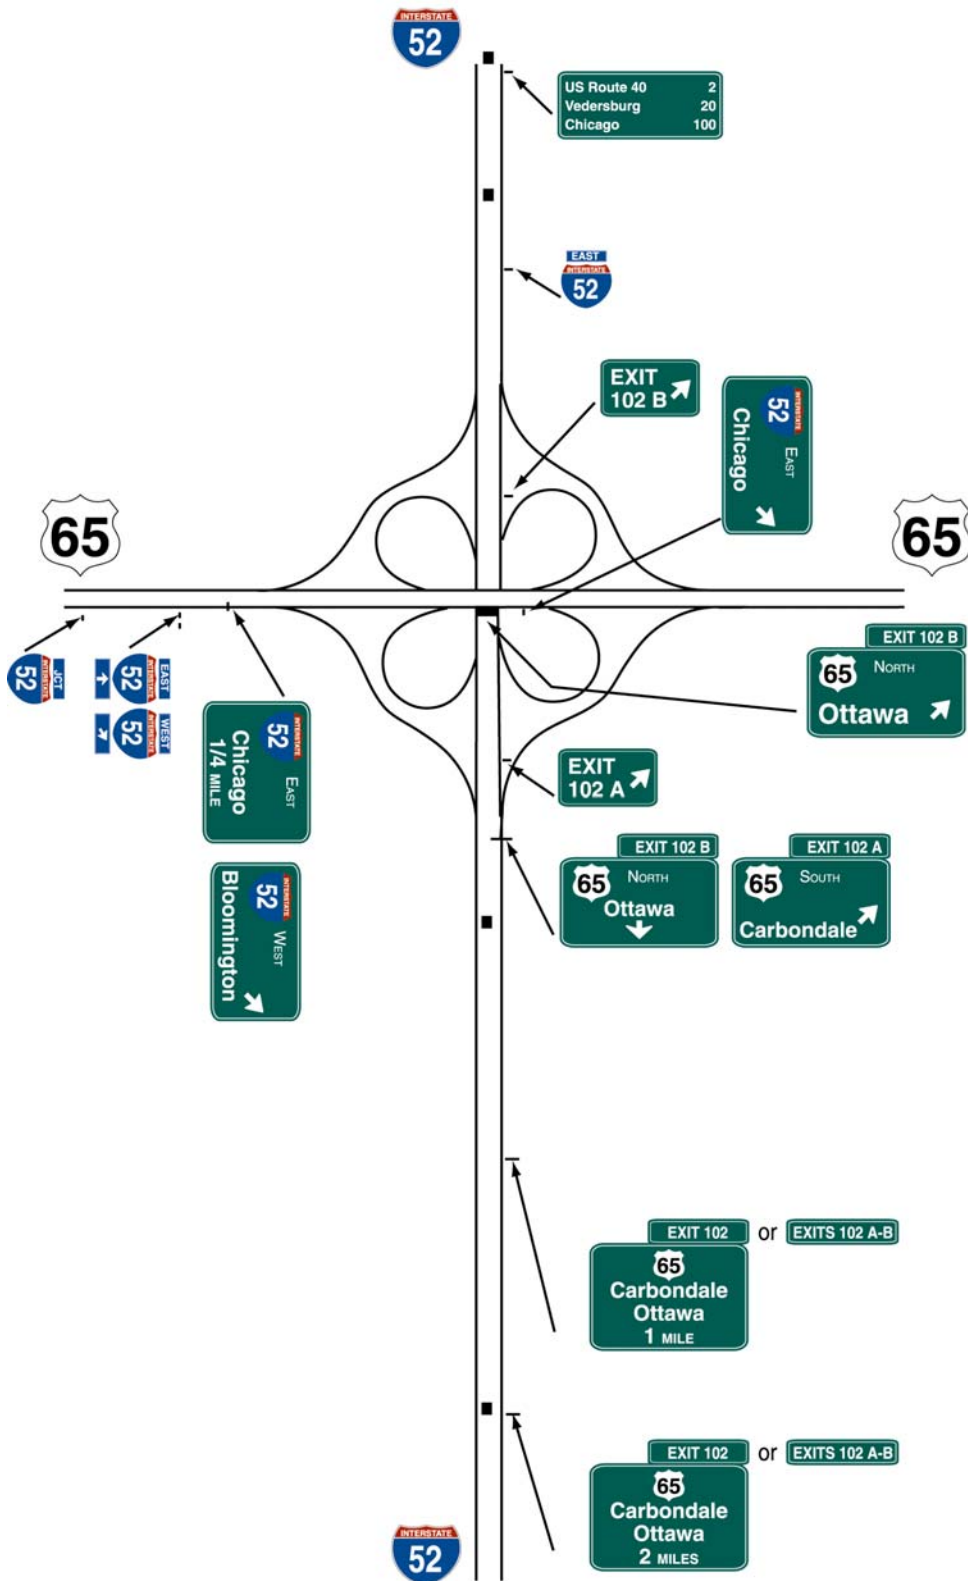 INTERSTATE
52
US Route 40 2
Vedersburg 20
Chicago 100
EAST
INTERSTATE
52
EXIT
102 B
INTERSTATE
52
EAST
Chicago
65
65
EXIT 102 B
65 NORTH
Ottawa
JCT
INTERSTATE
52
EAST
INTERSTATE
52
WEST
INTERSTATE
52
INTERSTATE
52
EAST
Chicago
1/4 MILE
EXIT
102 A
EXIT 102 B
65 NORTH
Ottawa
EXIT 102 A
65 SOUTH
Carbondale
INTERSTATE
52
WEST
Bloomington
EXIT 102 or EXITS 102 A-B
65
Carbondale
Ottawa
1 MILE
EXIT 102 or EXITS 102 A-B
65
Carbondale
Ottawa
2 MILES
INTERSTATE
52